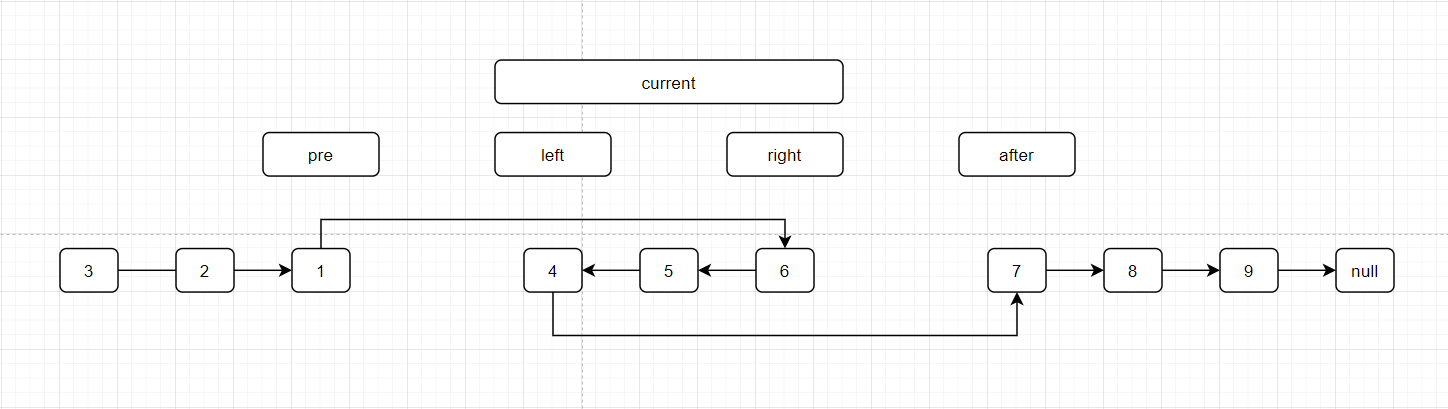 current
pre left right after
3 2 1 4 5 6 7 8 9 null